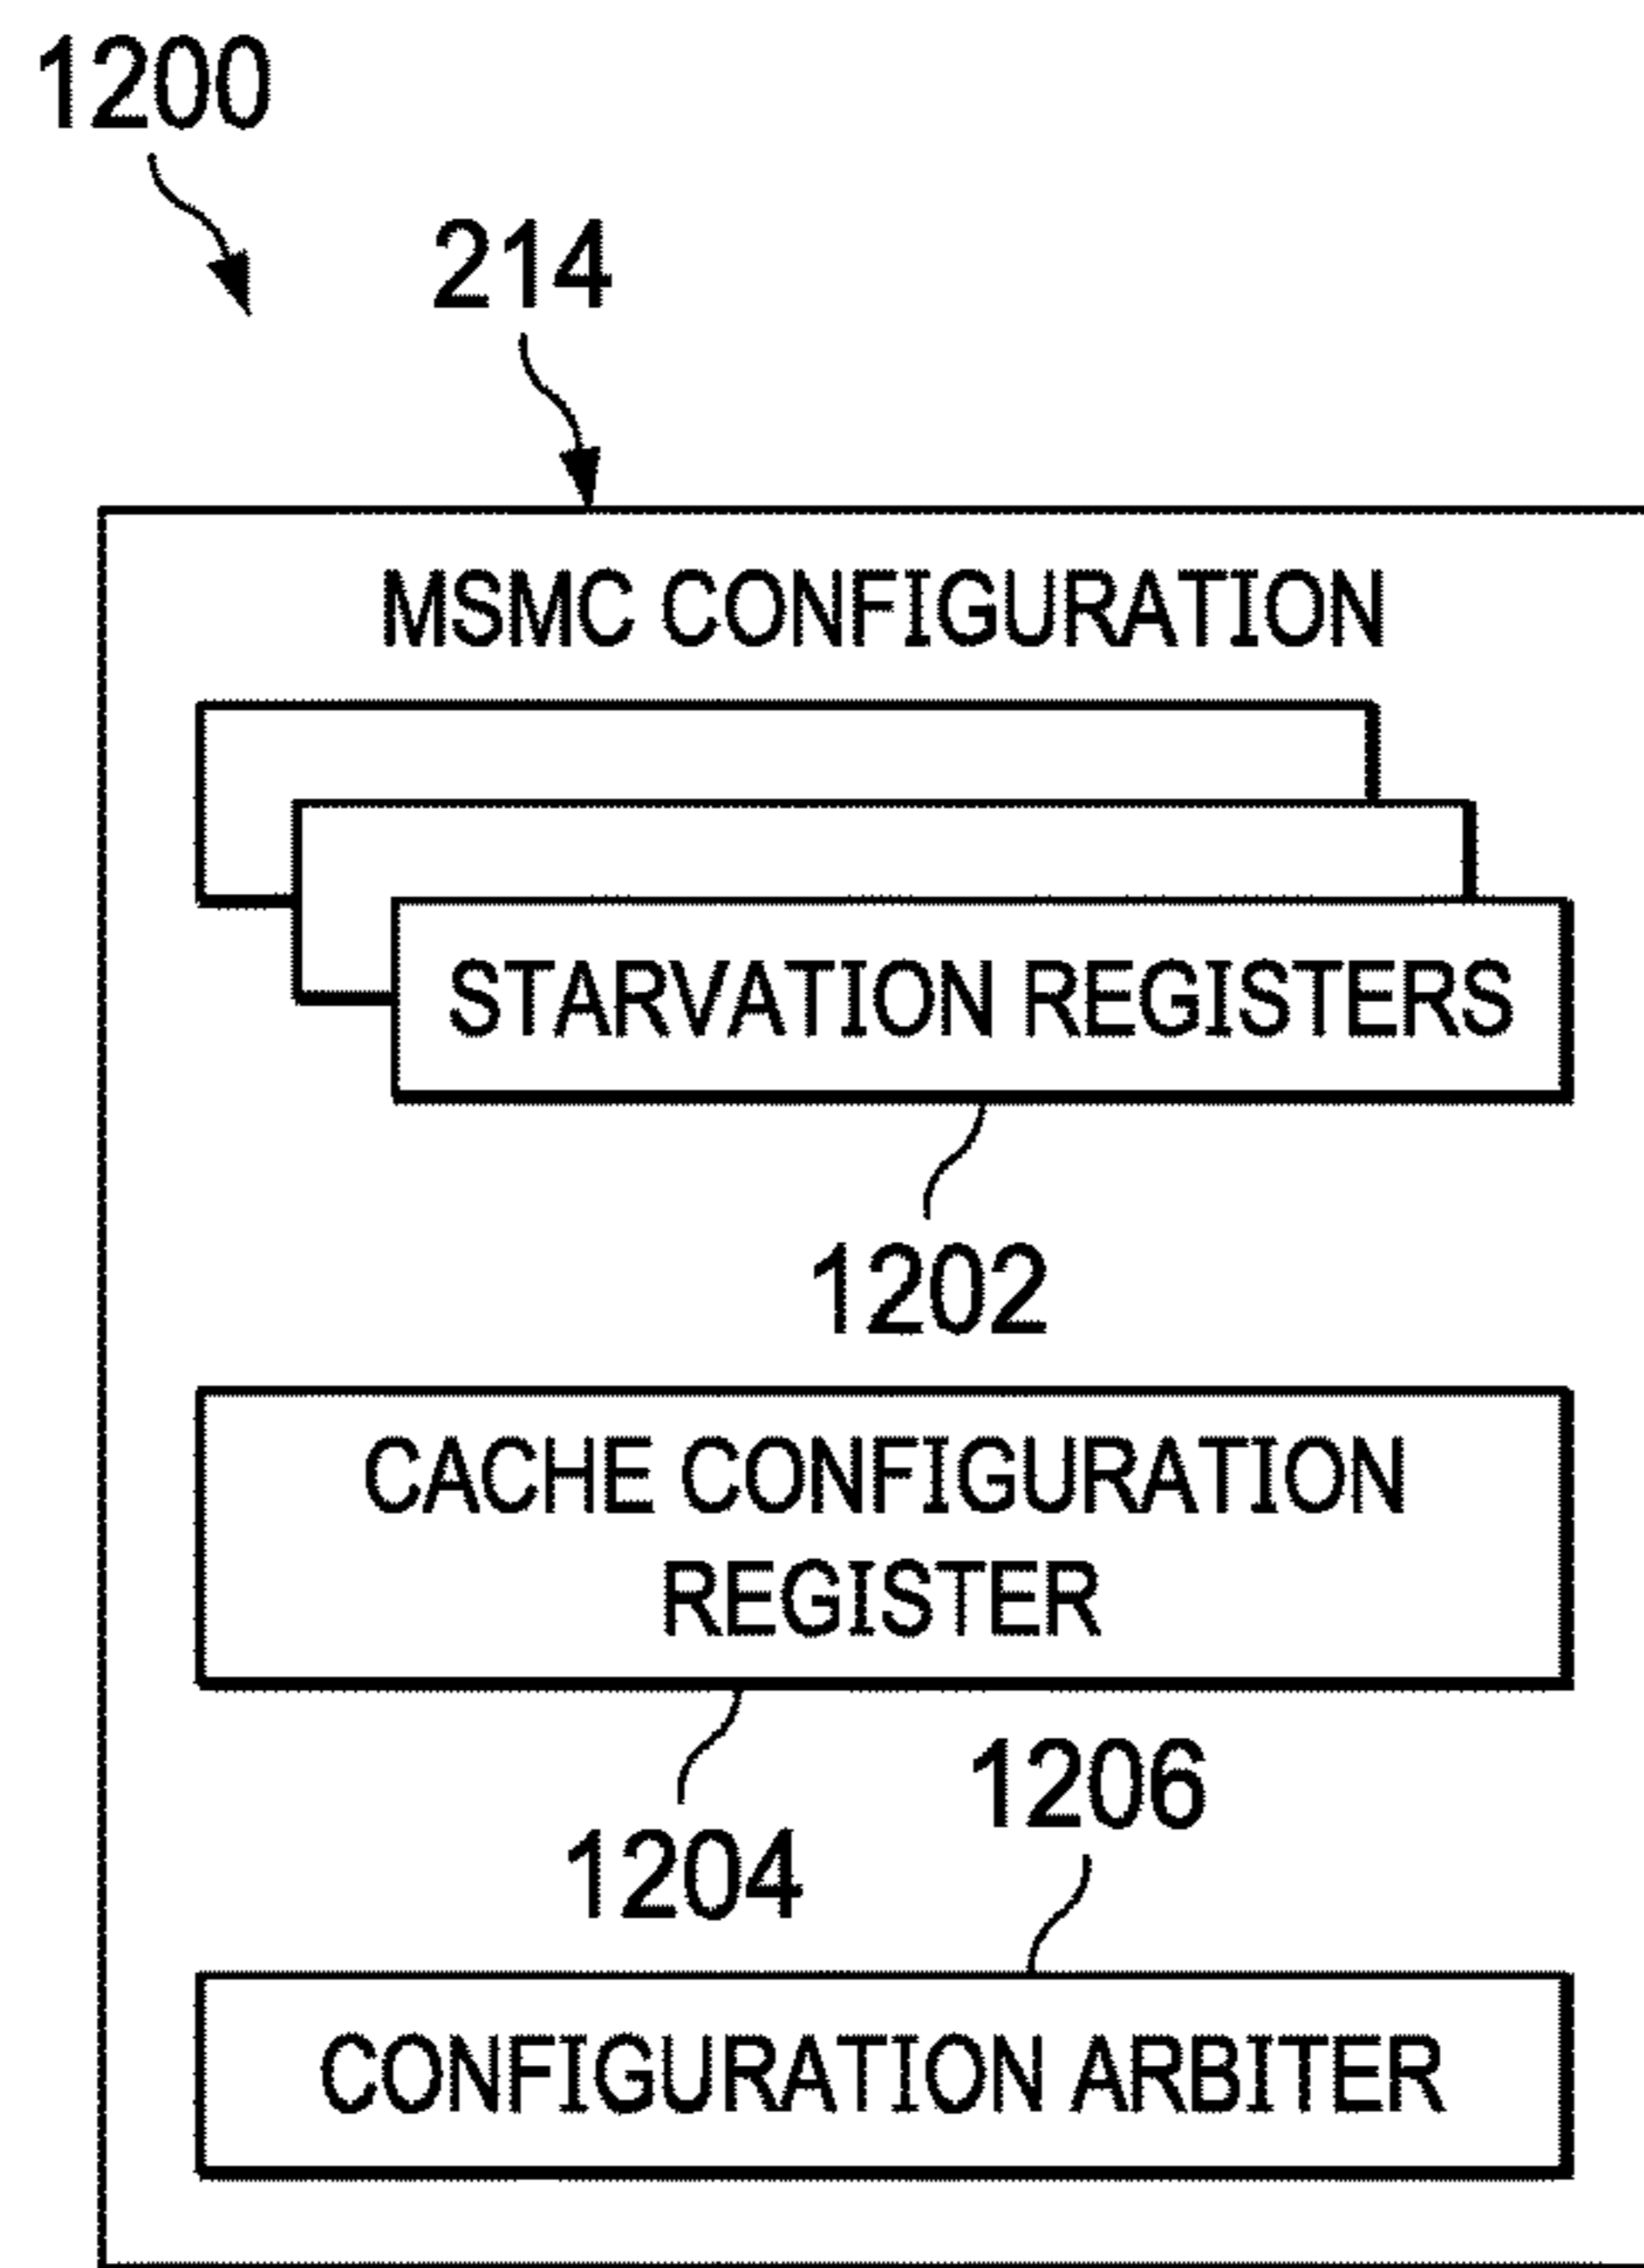 1200
214
MSMC CONFIGURATION
STARVATION REGISTERS
1202
CACHE CONFIGURATION
REGISTER
1204
1206
CONFIGURATION ARBITER